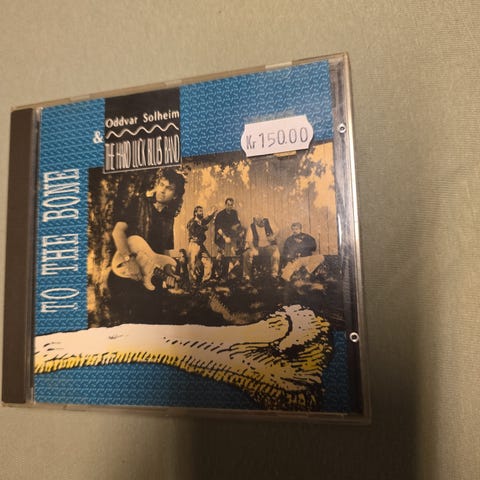 Oddvar Solheim
&
THE HARD LUCK BLUES BAND
Kr 150.00
TO THE BONE